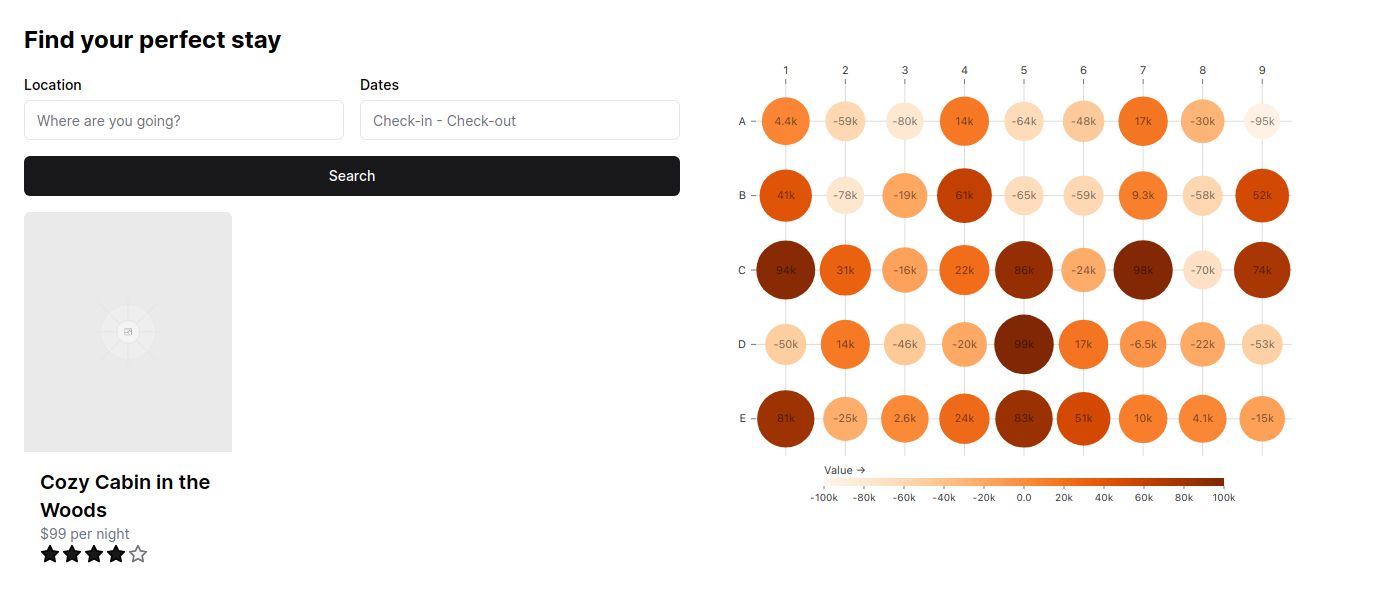 Find your perfect stay
Location
Dates
Where are you going?
Check-in - Check-out
Search
Cozy Cabin in the
Woods
$99 per night
1 2 3 4 5 6 7 8 9
A 4.4k -59k -80k 14k -64k -48k 17k -30k -95k
B 41k -78k -19k 61k -65k -59k 9.3k -58k 52k
C 94k 31k -16k 22k 86k -24k 98k -70k 74k
D -50k 14k -46k -20k 99k 17k -6.5k -22k -53k
E 81k -25k 2.6k 24k 83k 51k 10k 4.1k -15k
Value →
-100k -80k -60k -40k -20k 0.0 20k 40k 60k 80k 100k